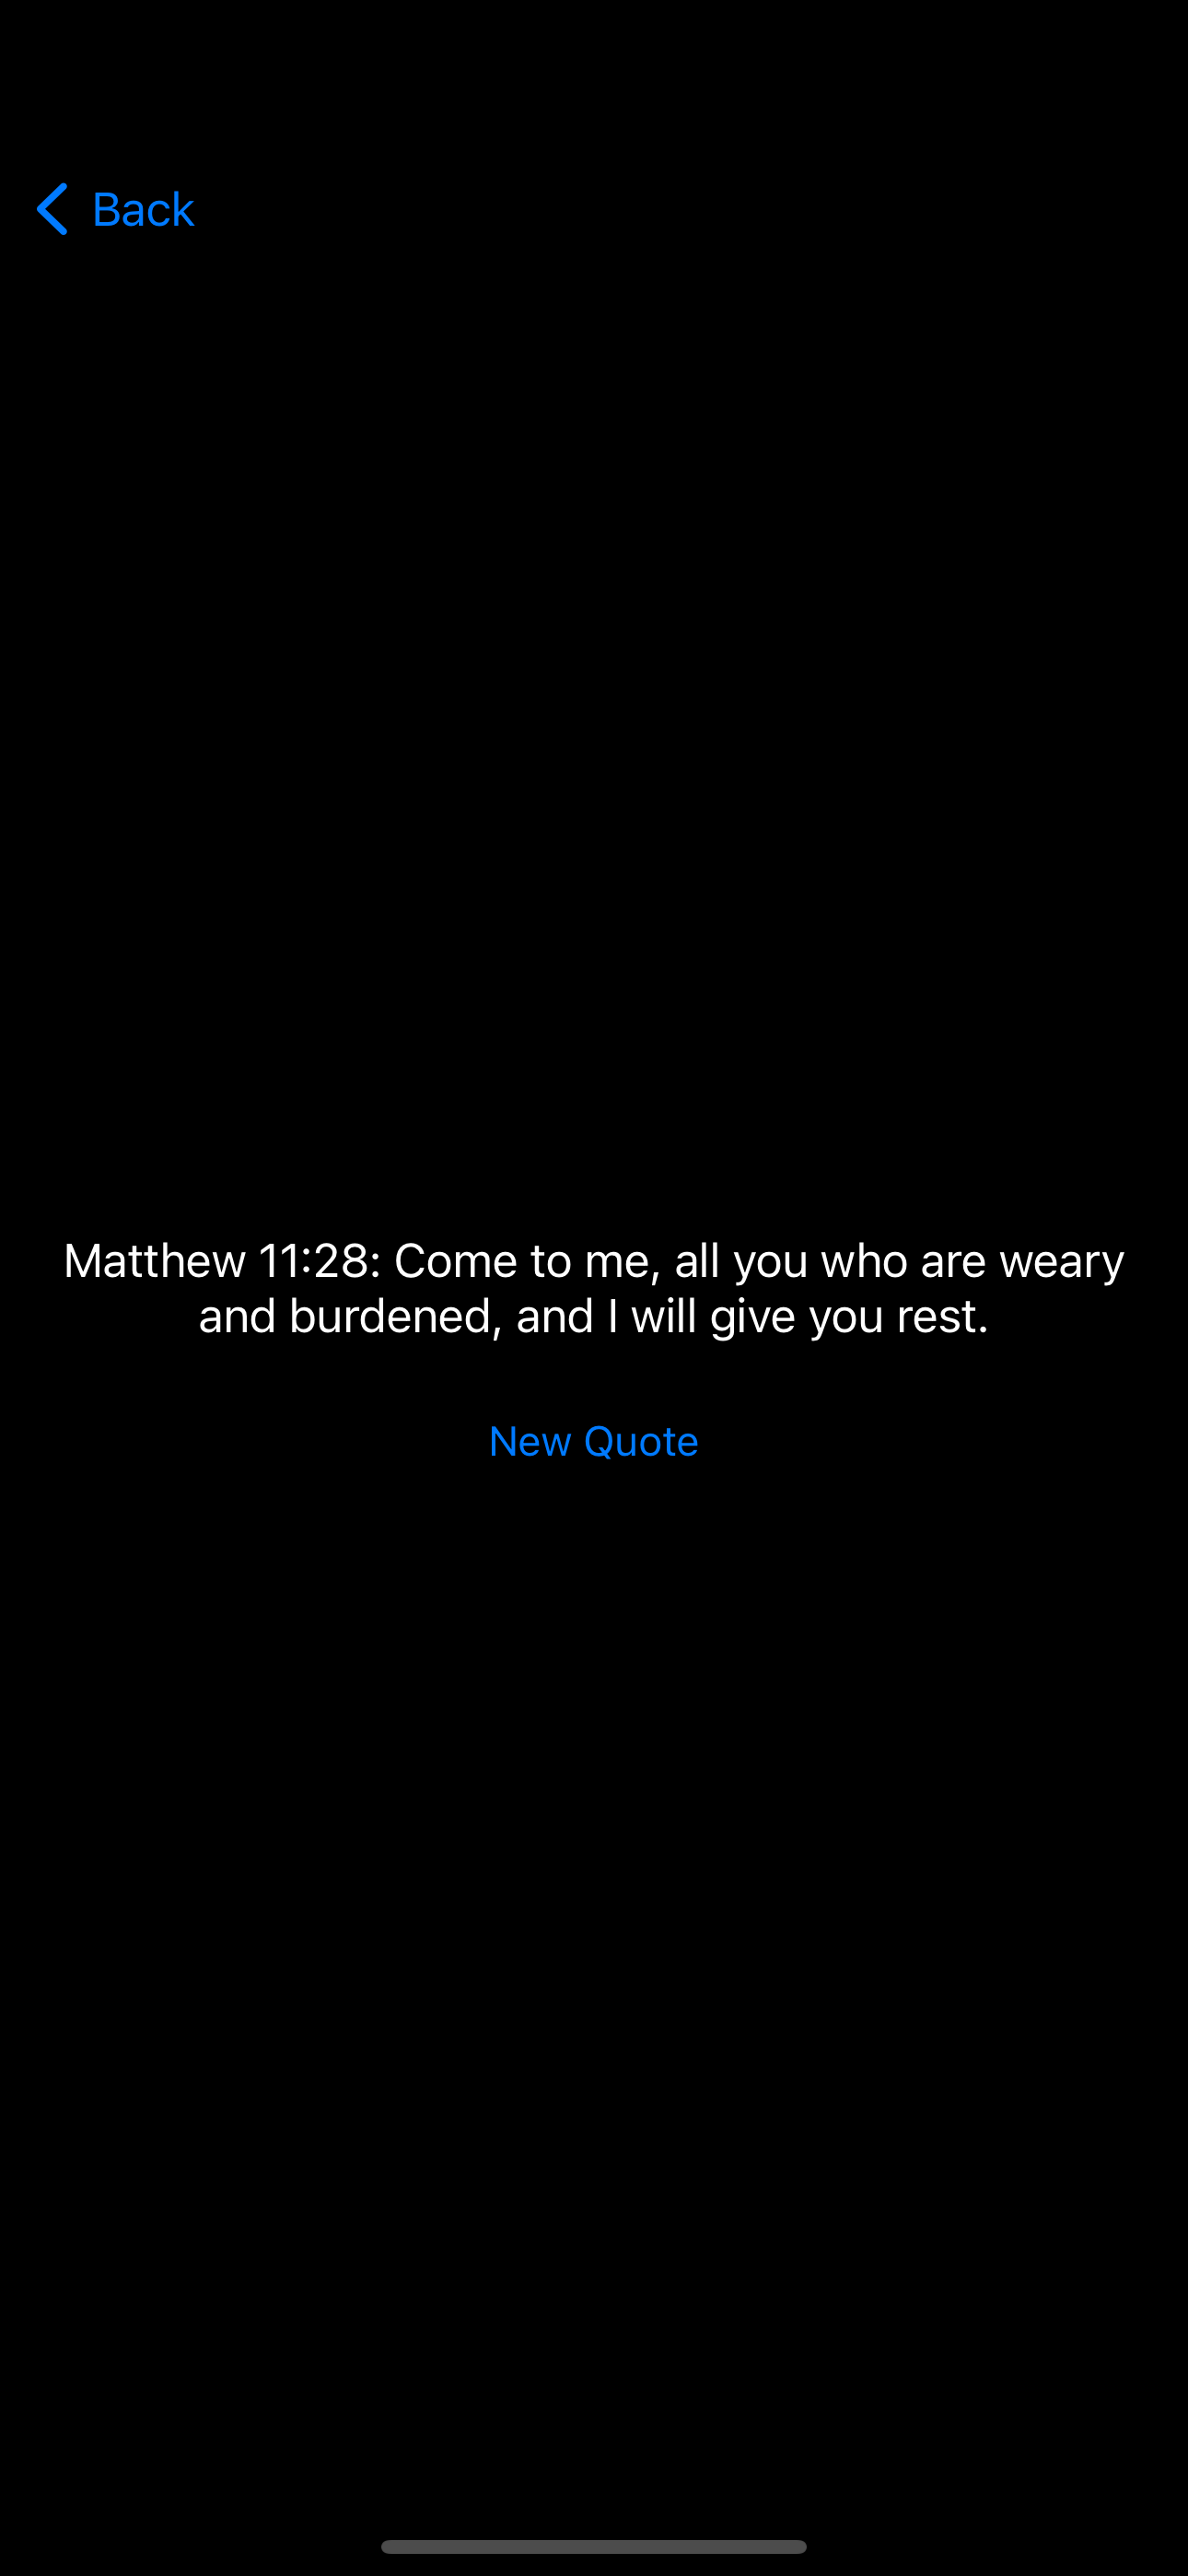 Back
Matthew 11:28: Come to me, all you who are weary
and burdened, and I will give you rest.
New Quote